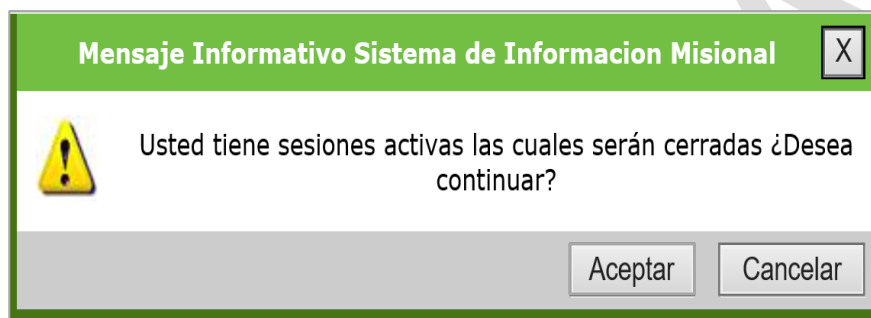 Mensaje Informativo Sistema de Informacion Misional
X
Usted tiene sesiones activas las cuales serán cerradas ¿Desea
continuar?
Aceptar Cancelar